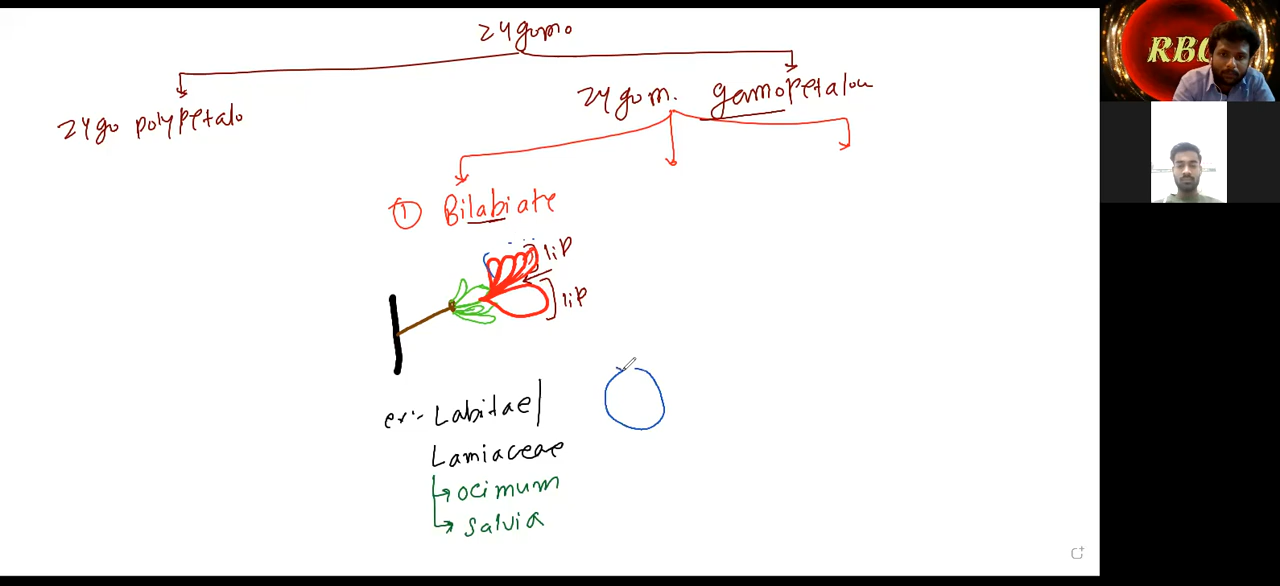 zygomo
zygo polypetalo
zygom. gamopetalou
① Bilabiate
lip
lip
ex:- Labitae/
Lamiaceae
→ ocimum
→ salvia
RBC